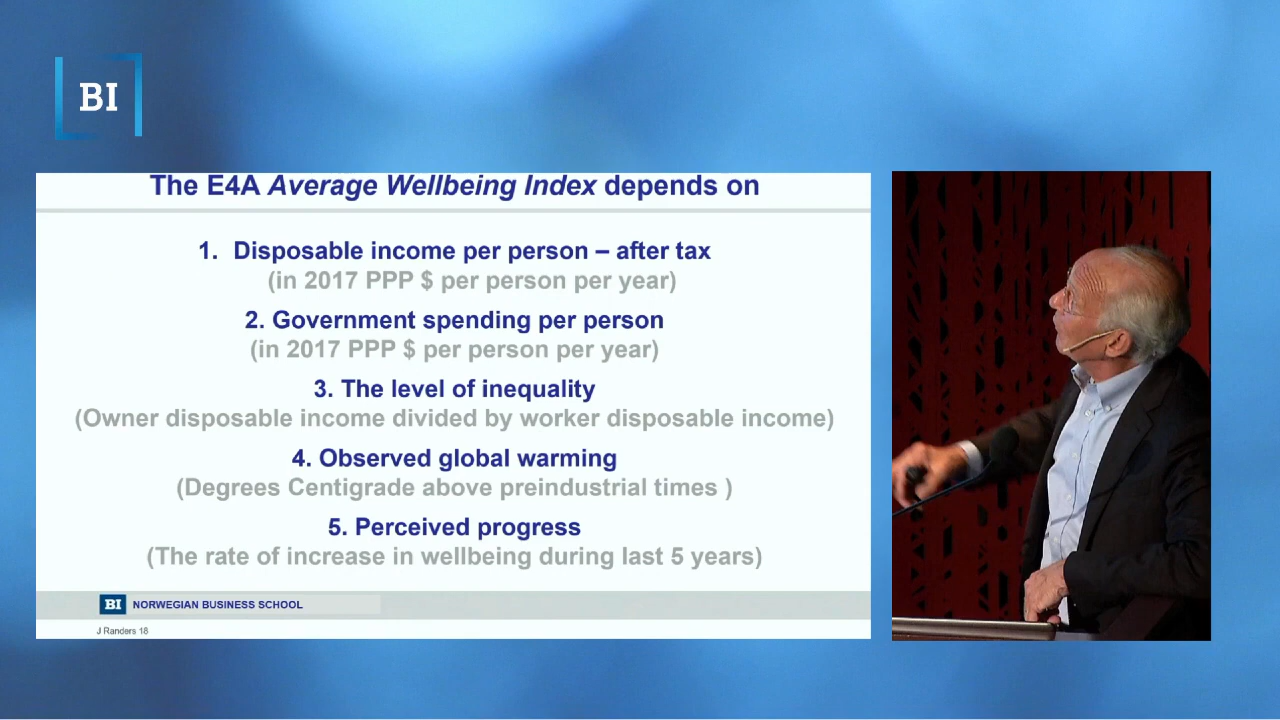 BI
The E4A Average Wellbeing Index depends on
1. Disposable income per person – after tax
(in 2017 PPP $ per person per year)
2. Government spending per person
(in 2017 PPP $ per person per year)
3. The level of inequality
(Owner disposable income divided by worker disposable income)
4. Observed global warming
(Degrees Centigrade above preindustrial times )
5. Perceived progress
(The rate of increase in wellbeing during last 5 years)
BI NORWEGIAN BUSINESS SCHOOL
J Randers 18